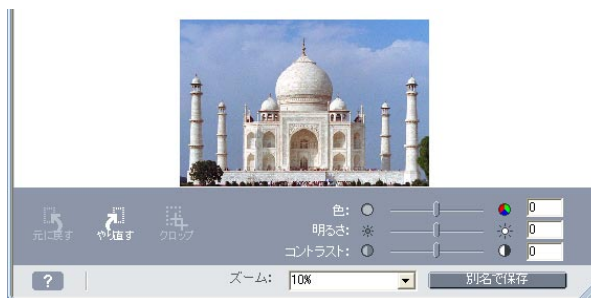 色: 0
元に戻す やり直す クロップ 明るさ: 0
コントラスト: 0
? ズーム: 10% 別名で保存